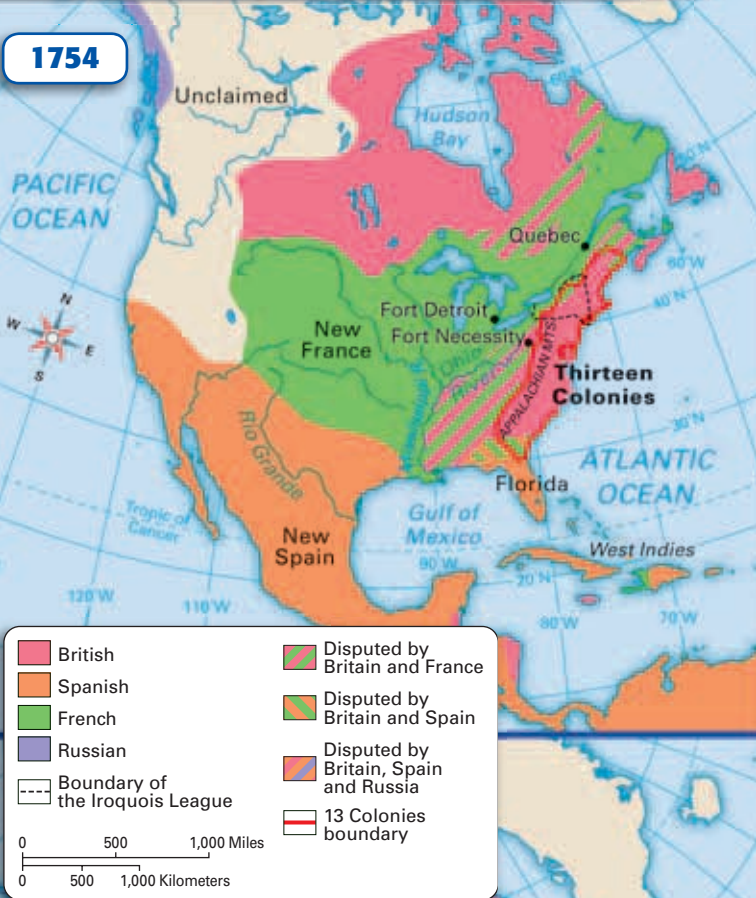 1754
Unclaimed
Hudson
Bay
60°N
50°N
PACIFIC
OCEAN
Quebec
60°W
40°N
N
W
E
S
Fort Detroit
New
France
Fort Necessity
Ohio
River
Mississippi
APPALACHIAN MTS.
Thirteen
Colonies
30°N
Rio Grande
ATLANTIC
OCEAN
Florida
Tropic of
Cancer
Gulf of
Mexico
New
Spain
West Indies
90°W
20°N
120°W
110°W
80°W
70°W
British
Spanish
French
Russian
Boundary of
the Iroquois League
0 500 1,000 Miles
0 500 1,000 Kilometers
Disputed by
Britain and France
Disputed by
Britain and Spain
Disputed by
Britain, Spain
and Russia
13 Colonies
boundary